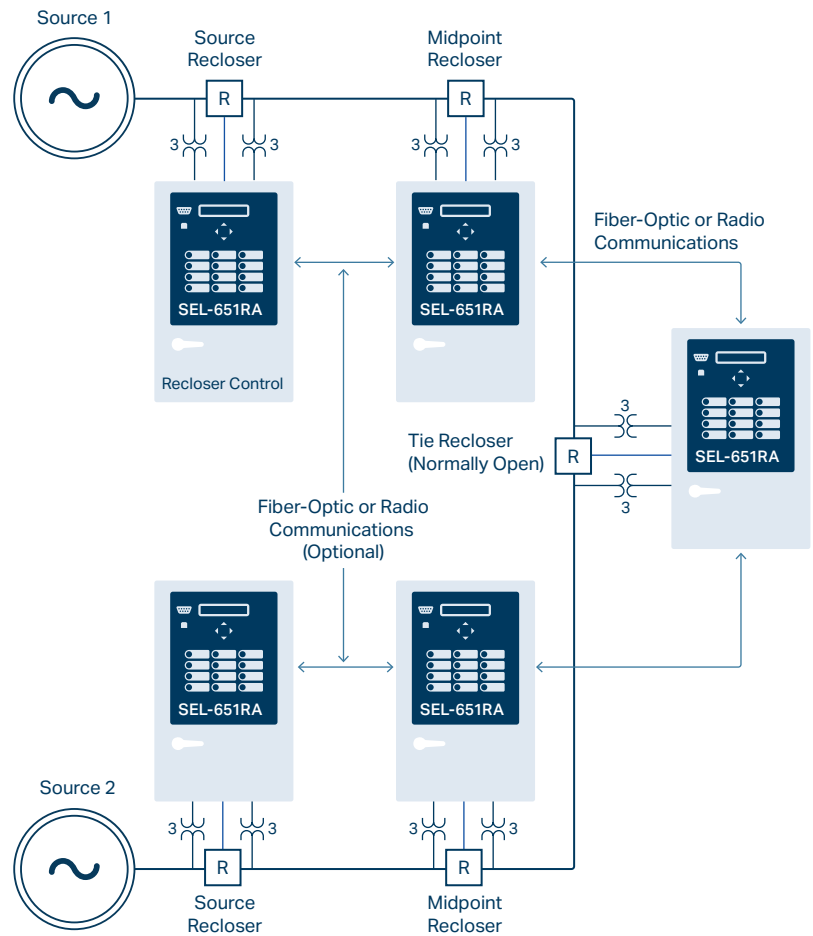 Source 1
Source
Recloser
Midpoint
Recloser
R
R
3
3
3
3
Fiber-Optic or Radio
Communications
SEL-651RA
SEL-651RA
Recloser Control
3
Tie Recloser
(Normally Open)
R
SEL-651RA
3
Fiber-Optic or Radio
Communications
(Optional)
SEL-651RA
SEL-651RA
Source 2
3
3
3
3
R
R
Source
Recloser
Midpoint
Recloser